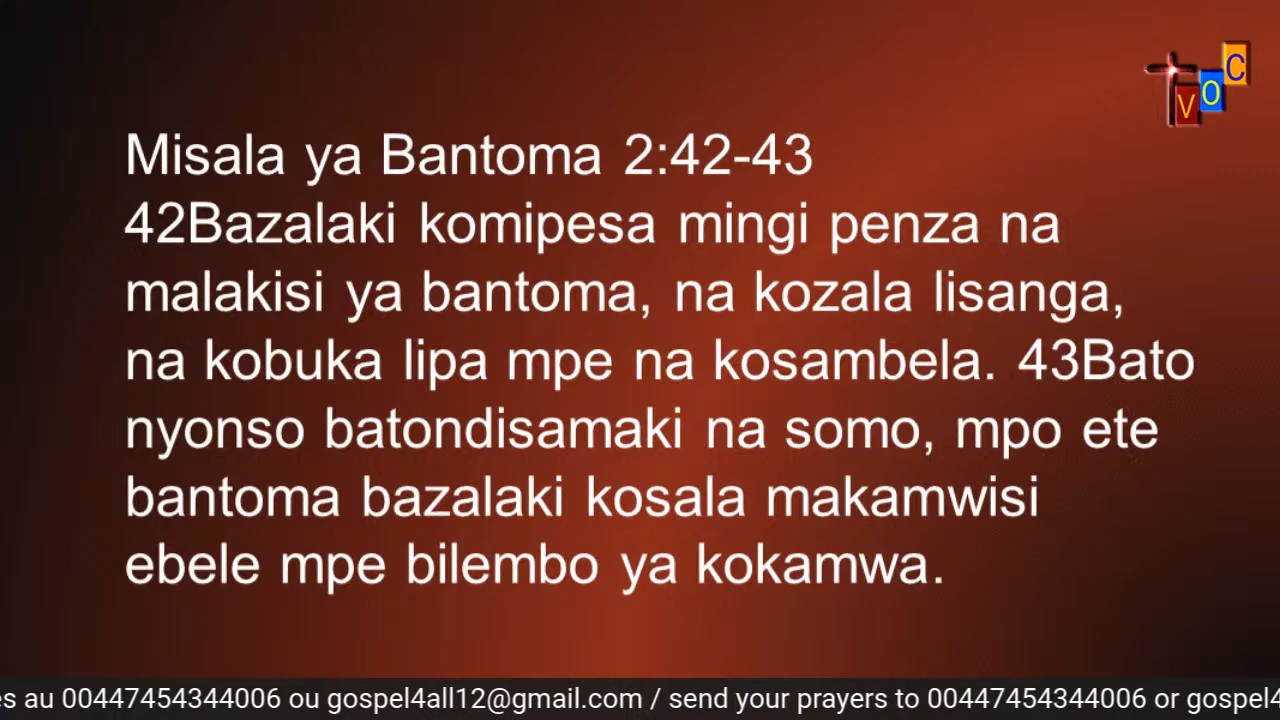 C
O
V
Misala ya Bantoma 2:42-43
42Bazalaki komipesa mingi penza na
malakisi ya bantoma, na kozala lisanga,
na kobuka lipa mpe na kosambela. 43Bato
nyonso batondisamaki na somo, mpo ete
bantoma bazalaki kosala makamwisi
ebele mpe bilembo ya kokamwa.
es au 00447454344006 ou gospel4all12@gmail.com / send your prayers to 00447454344006 or gospel4